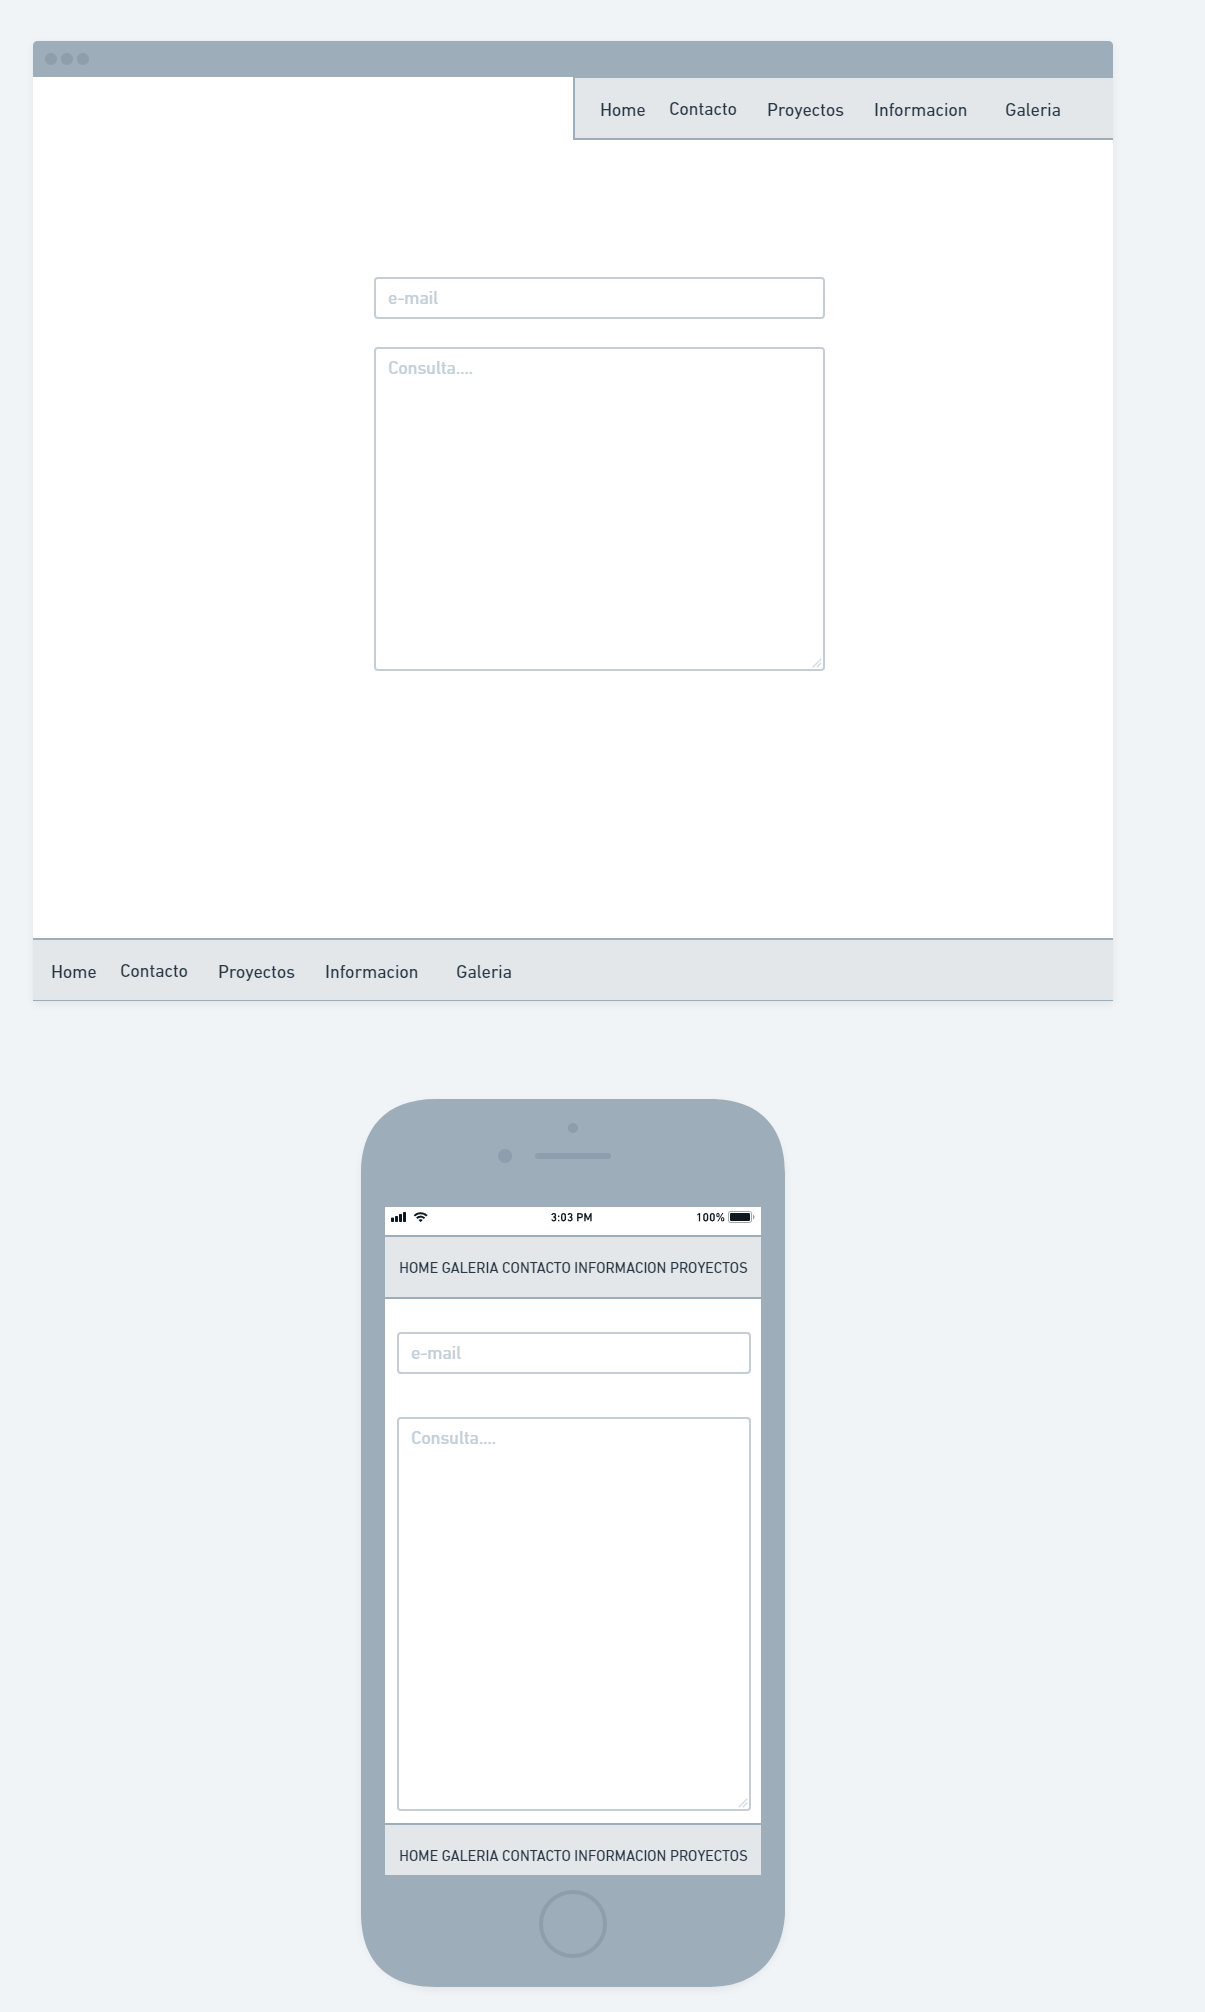 Home Contacto Proyectos Informacion Galeria
e-mail
Consulta....
Home Contacto Proyectos Informacion Galeria
3:03 PM 100%
HOME GALERIA CONTACTO INFORMACION PROYECTOS
e-mail
Consulta....
HOME GALERIA CONTACTO INFORMACION PROYECTOS